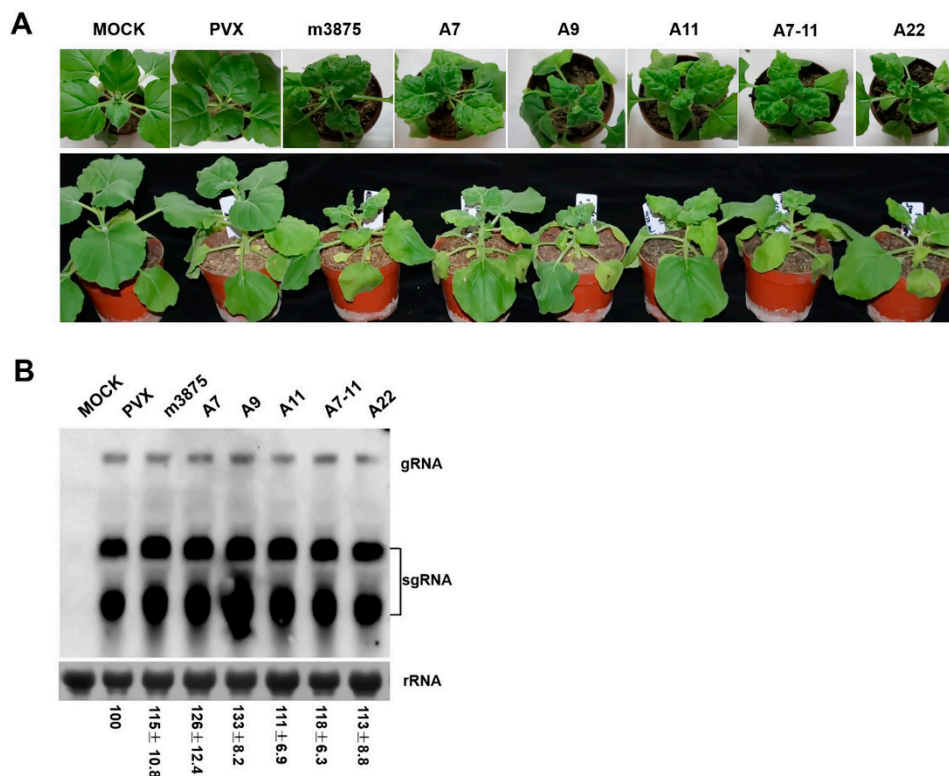 A
MOCK PVX m3875 A7 A9 A11 A7-11 A22
B
MOCK PVX m3875 A7 A9 A11 A7-11 A22
gRNA
sgRNA
rRNA
100 115± 10.8 126±12.4 133±8.2 111±6.9 118±6.3 113±8.8